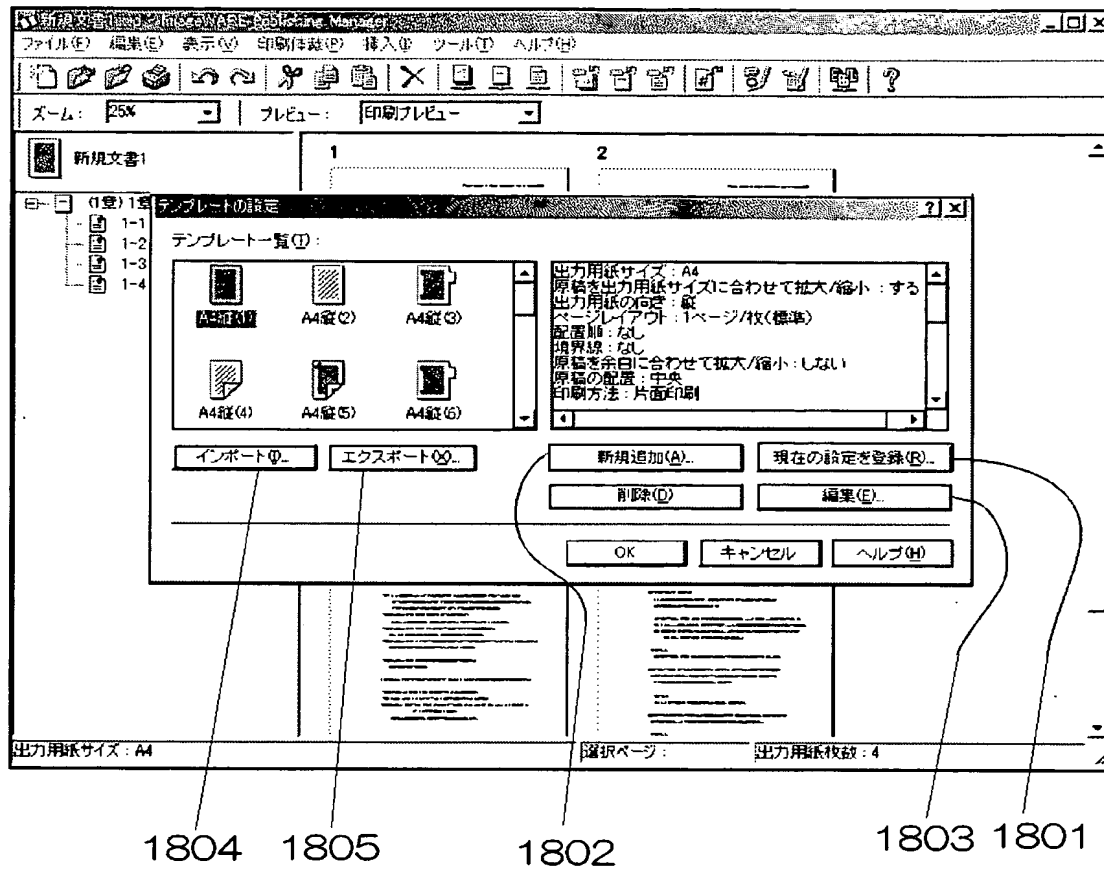 新規文書1.iwp - ImageWARE Publishing Manager
ファイル(F) 編集(E) 表示(V) 印刷体裁(P) 挿入(I) ツール(T) ヘルプ(H)
ズーム： 25% プレビュー： 印刷プレビュー
新規文書1
1 2
(1章)1章
1-1
1-2
1-3
1-4
テンプレートの設定
テンプレート一覧(T)：
A4縦(1) A4縦(2) A4縦(3)
A4縦(4) A4縦(5) A4縦(6)
出力用紙サイズ：A4
原稿を出力用紙サイズに合わせて拡大/縮小：する
出力用紙の向き：縦
ページレイアウト：1ページ/枚(標準)
配置順：なし
境界線：なし
原稿を余白に合わせて拡大/縮小：しない
原稿の配置：中央
印刷方法：片面印刷
インポート(I)... エクスポート(X)... 新規追加(A)... 現在の設定を登録(R)...
削除(D) 編集(E)...
OK キャンセル ヘルプ(H)
出力用紙サイズ：A4 選択ページ： 出力用紙枚数：4
1804 1805 1802 1803 1801